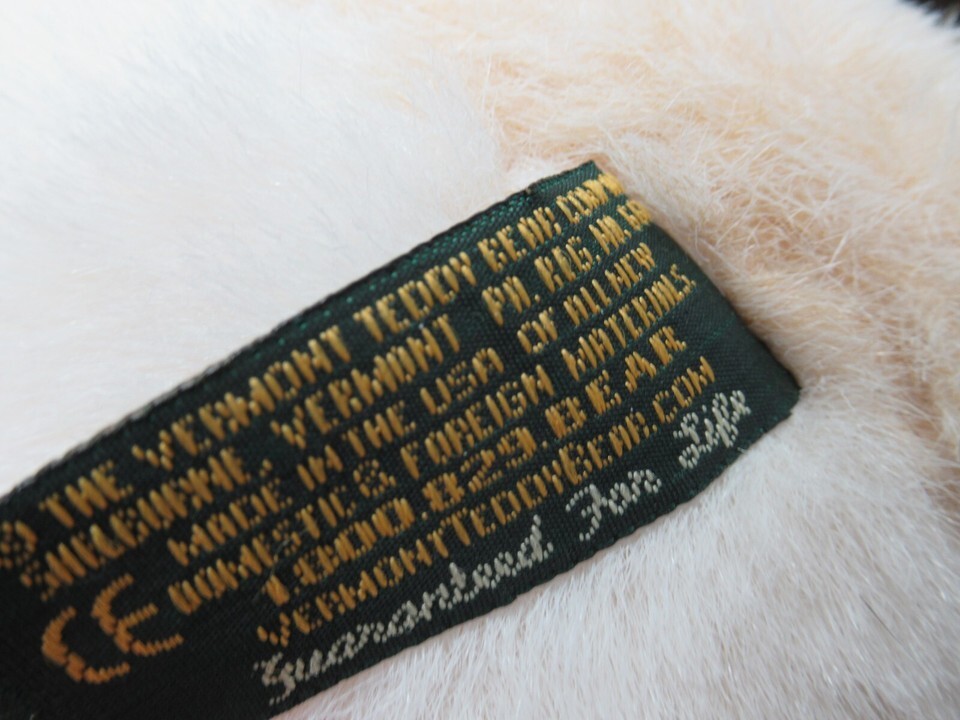 © THE VERMONT TEDDY BEAR
SHELBURNE, VERMONT PA. REG. NO.
MADE IN THE USA OF ALL NEW
DOMESTIC & FOREIGN MATERIALS.
1.800.829.BEAR
VERMONTTEDDYBEAR.COM
CE
Guaranteed For Life